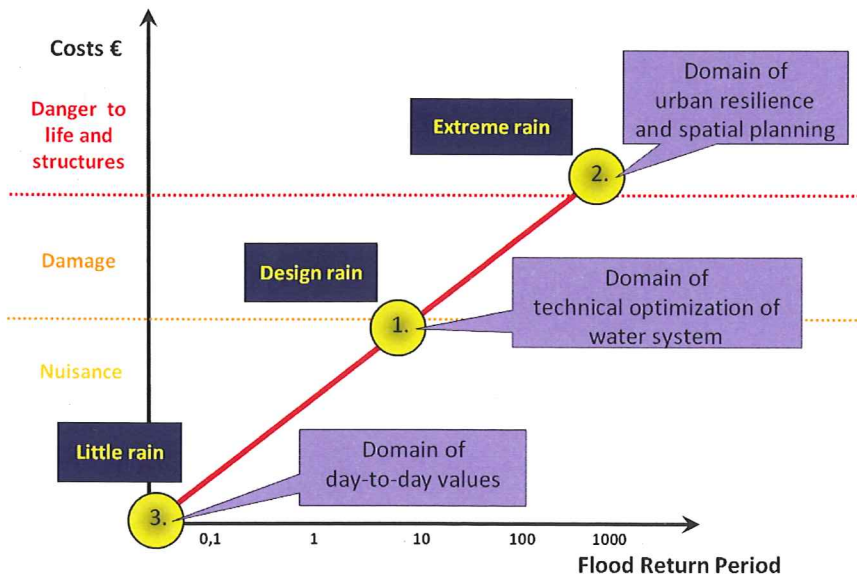 Costs €
Danger to
life and
structures
Extreme rain
Domain of
urban resilience
and spatial planning
2.
Damage
Design rain
Domain of
technical optimization of
water system
1.
Nuisance
Little rain
Domain of
day-to-day values
3.
0,1 1 10 100 1000
Flood Return Period